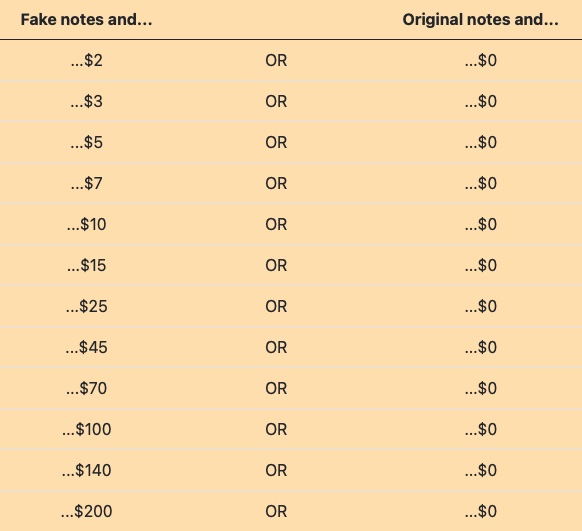 Fake notes and... Original notes and...
...$2 OR ...$0
...$3 OR ...$0
...$5 OR ...$0
...$7 OR ...$0
...$10 OR ...$0
...$15 OR ...$0
...$25 OR ...$0
...$45 OR ...$0
...$70 OR ...$0
...$100 OR ...$0
...$140 OR ...$0
...$200 OR ...$0